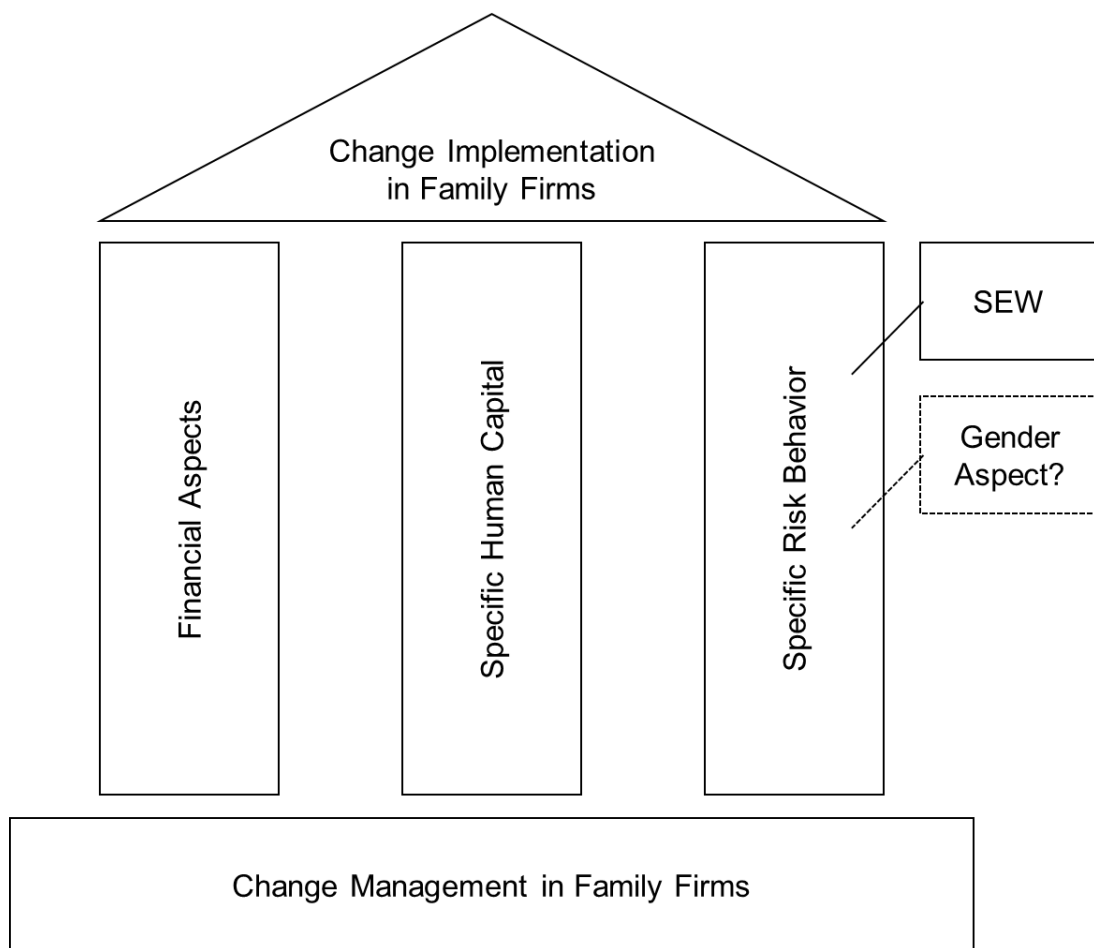 Change Implementation
in Family Firms
Financial Aspects
Specific Human Capital
Specific Risk Behavior
SEW
Gender
Aspect?
Change Management in Family Firms